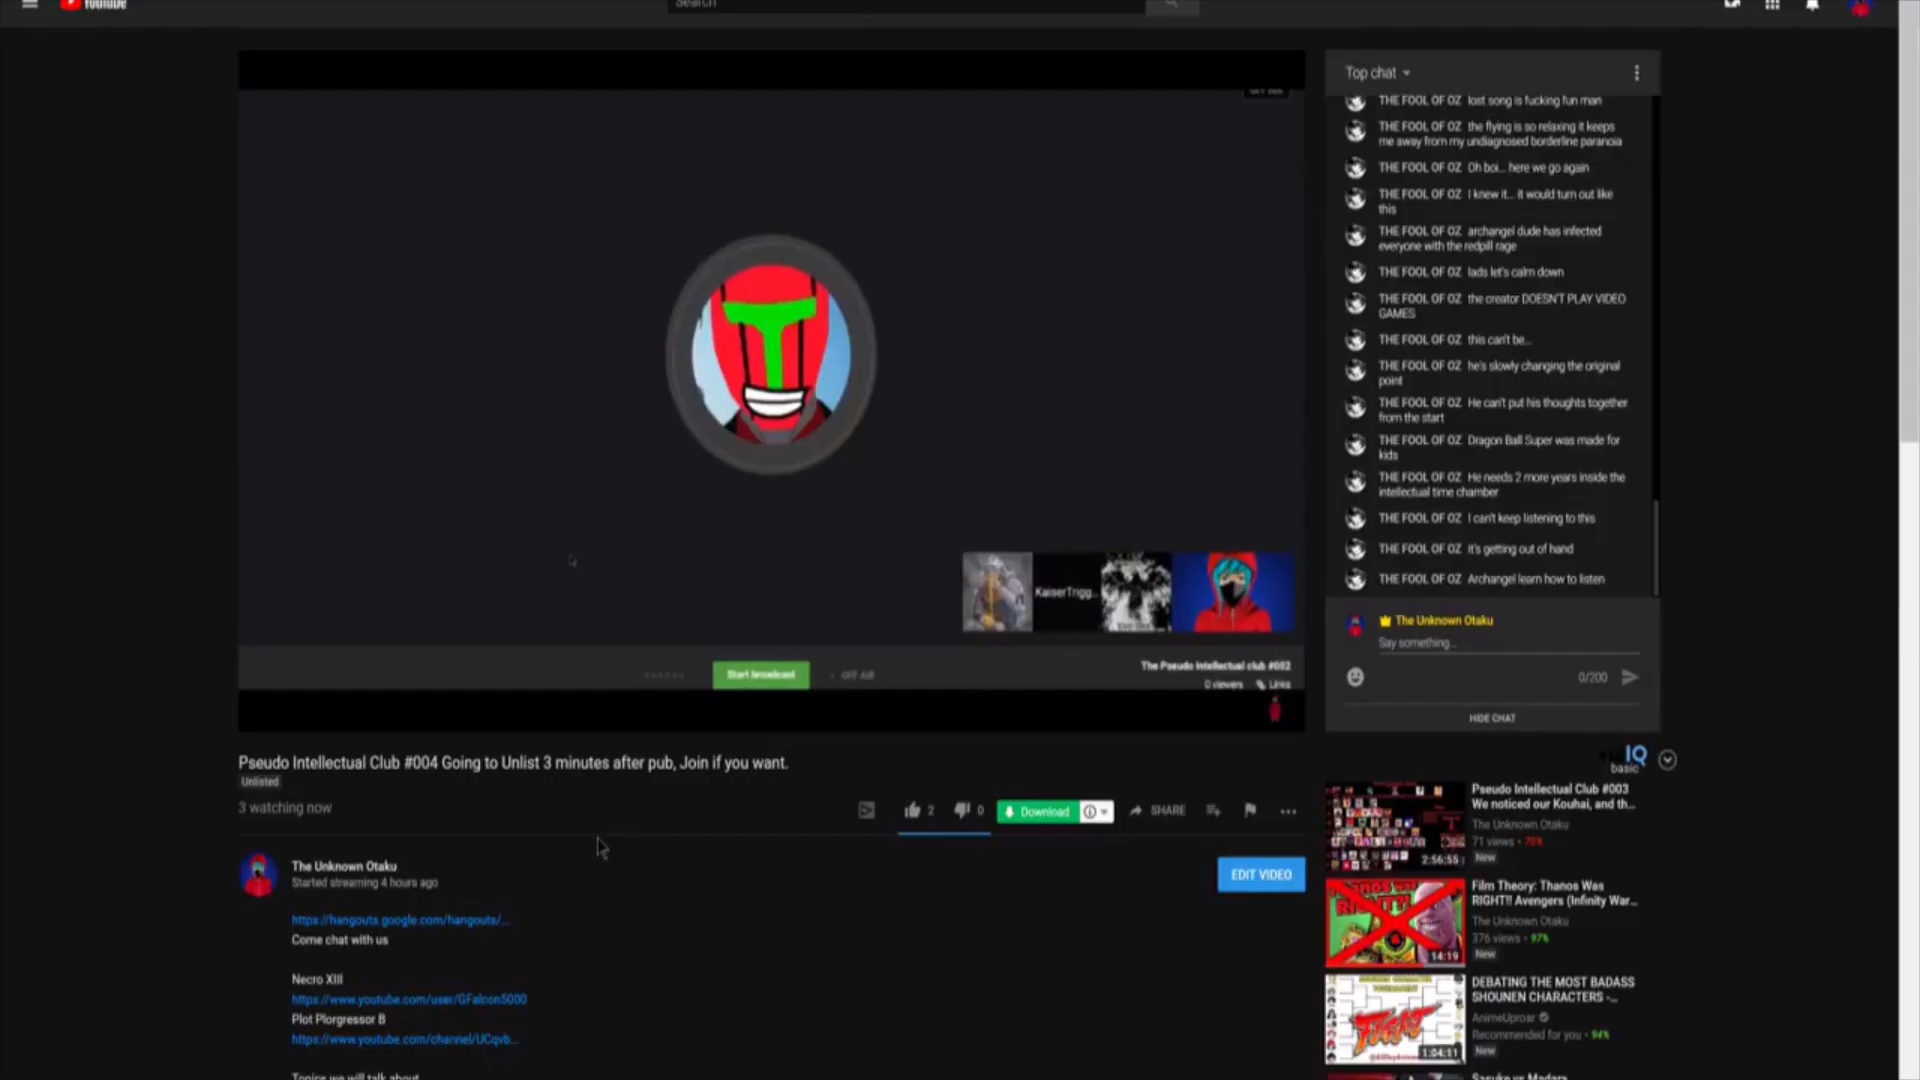 YouTube
Search
Top chat
THE FOOL OF OZ lost song is fucking fun man
THE FOOL OF OZ the flying is so relaxing it keeps
me away from my undiagnosed borderline paranoia
THE FOOL OF OZ Oh boi... here we go again
THE FOOL OF OZ I knew it... it would turn out like
this
THE FOOL OF OZ archangel dude has infected
everyone with the redpill rage
THE FOOL OF OZ lads let's calm down
THE FOOL OF OZ the creator DOESN'T PLAY VIDEO
GAMES
THE FOOL OF OZ this can't be...
THE FOOL OF OZ he's slowly changing the original
point
THE FOOL OF OZ He can't put his thoughts together
from the start
THE FOOL OF OZ Dragon Ball Super was made for
kids
THE FOOL OF OZ He needs 2 more years inside the
intellectual time chamber
THE FOOL OF OZ I can't keep listening to this
THE FOOL OF OZ it's getting out of hand
THE FOOL OF OZ Archangel learn how to listen
The Unknown Otaku
Say something...
0/200
HIDE CHAT
KaiserTrigg...
Start broadcast
OFF AIR
The Pseudo Intellectual club #002
0 viewers
Links
Pseudo Intellectual Club #004 Going to Unlist 3 minutes after pub, Join if you want.
Unlisted
3 watching now
2
0
Download
SHARE
The Unknown Otaku
Started streaming 4 hours ago
EDIT VIDEO
https://hangouts.google.com/hangouts/...
Come chat with us
Necro XIII
https://www.youtube.com/user/GFalcon5000
Plot Plorgressor B
https://www.youtube.com/channel/UCqvb...
Topics we will talk about
IQ
basic
Pseudo Intellectual Club #003
We noticed our Kouhai, and th...
The Unknown Otaku
71 views • 75%
New
2:56:55
Film Theory: Thanos Was
RIGHT!! Avengers (Infinity War...
The Unknown Otaku
376 views • 97%
New
14:19
DEBATING THE MOST BADASS
SHOUNEN CHARACTERS -...
AnimeUproar
Recommended for you • 94%
New
FIGHT
1:04:11
Sasuke vs Madara